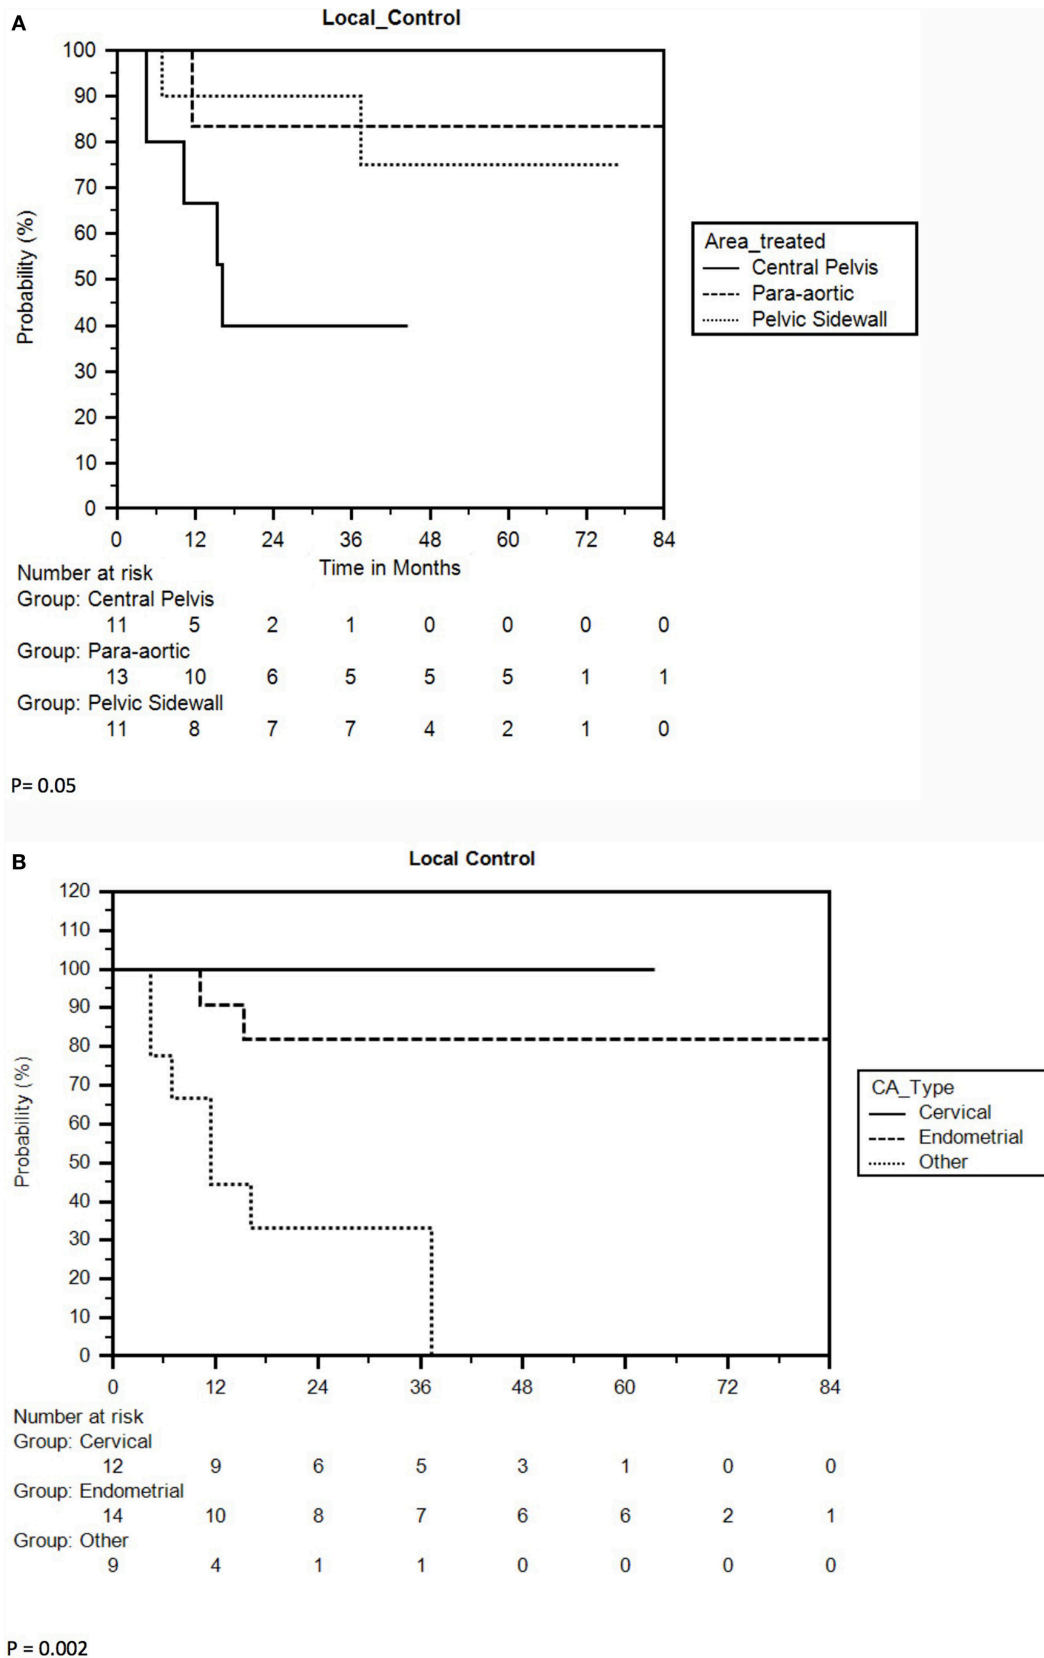 A
Local_Control
100
90
80
70
60
50
40
30
20
10
0
Probability (%)
0 12 24 36 48 60 72 84
Time in Months
Area_treated
Central Pelvis
Para-aortic
Pelvic Sidewall
Number at risk
Group: Central Pelvis
11 5 2 1 0 0 0 0
Group: Para-aortic
13 10 6 5 5 5 1 1
Group: Pelvic Sidewall
11 8 7 7 4 2 1 0
P= 0.05
B
Local Control
120
110
100
90
80
70
60
50
40
30
20
10
0
Probability (%)
0 12 24 36 48 60 72 84
CA_Type
Cervical
Endometrial
Other
Number at risk
Group: Cervical
12 9 6 5 3 1 0 0
Group: Endometrial
14 10 8 7 6 6 2 1
Group: Other
9 4 1 1 0 0 0 0
P = 0.002